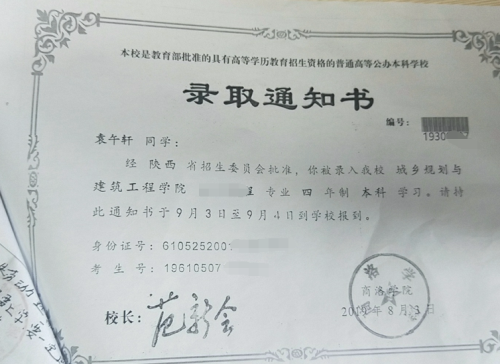 本校是教育部批准的具有高等学历教育招生资格的普通高等公办本科学校
录取通知书
编号:
1930
袁午轩 同学:
经 陕西 省招生委员会批准，你被录入我校 城乡规划与
建筑工程学院 专业 四 年制 本科 学习。请持
此通知书于9月3日至9月4日到学校报到。
身份证号: 610525200
考 生 号: 19610507
商洛学院
年 8 月 3 日
校长: 范新会